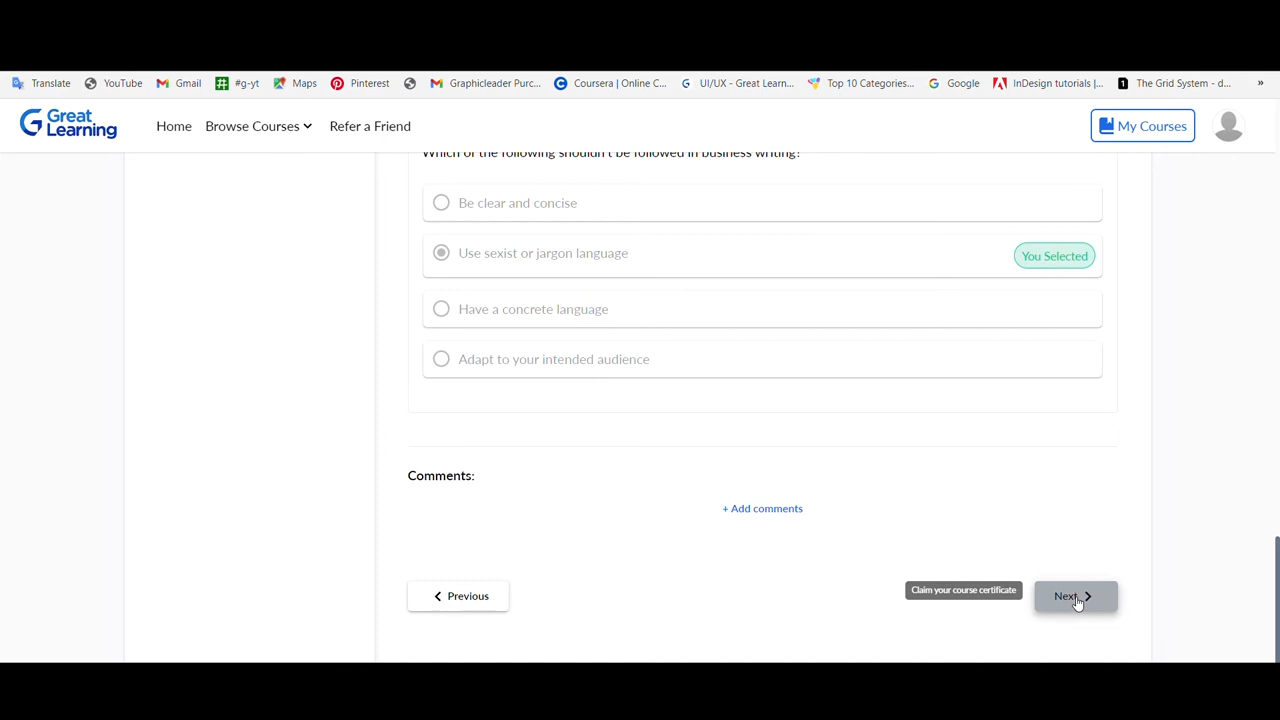 Translate YouTube Gmail #g-yt Maps Pinterest Graphicleader Purc... Coursera | Online C... UI/UX - Great Learn... Top 10 Categories... Google InDesign tutorials |... The Grid System - d... »
Great Learning Home Browse Courses Refer a Friend My Courses
Which of the following shouldn't be followed in business writing?
Be clear and concise
Use sexist or jargon language You Selected
Have a concrete language
Adapt to your intended audience
Comments:
+ Add comments
Previous Claim your course certificate Next